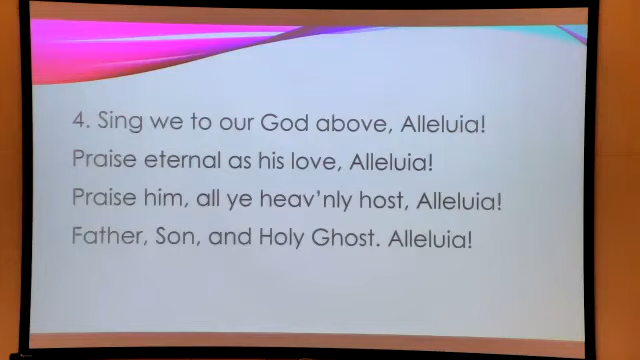 4. Sing we to our God above, Alleluia!
Praise eternal as his love, Alleluia!
Praise him, all ye heav’nly host, Alleluia!
Father, Son, and Holy Ghost. Alleluia!